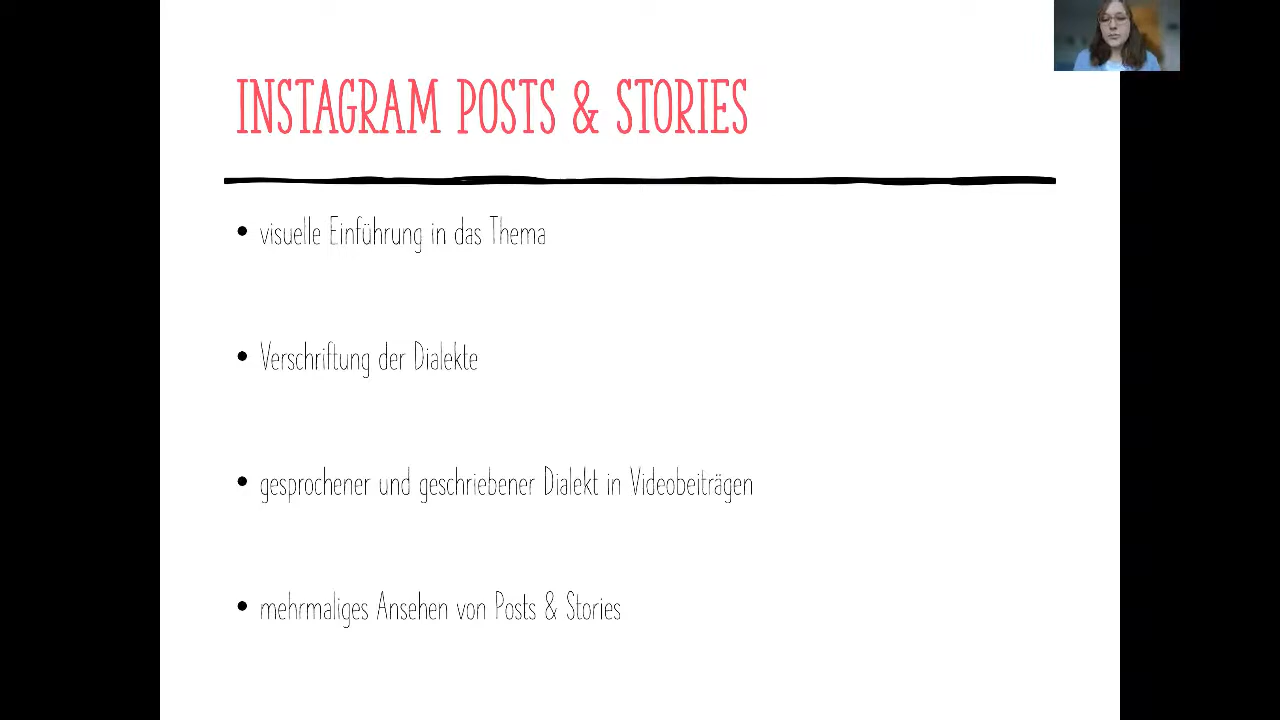 INSTAGRAM POSTS & STORIES
• visuelle Einführung in das Thema
• Verschriftung der Dialekte
• gesprochener und geschriebener Dialekt in Videobeiträgen
• mehrmaliges Ansehen von Posts & Stories